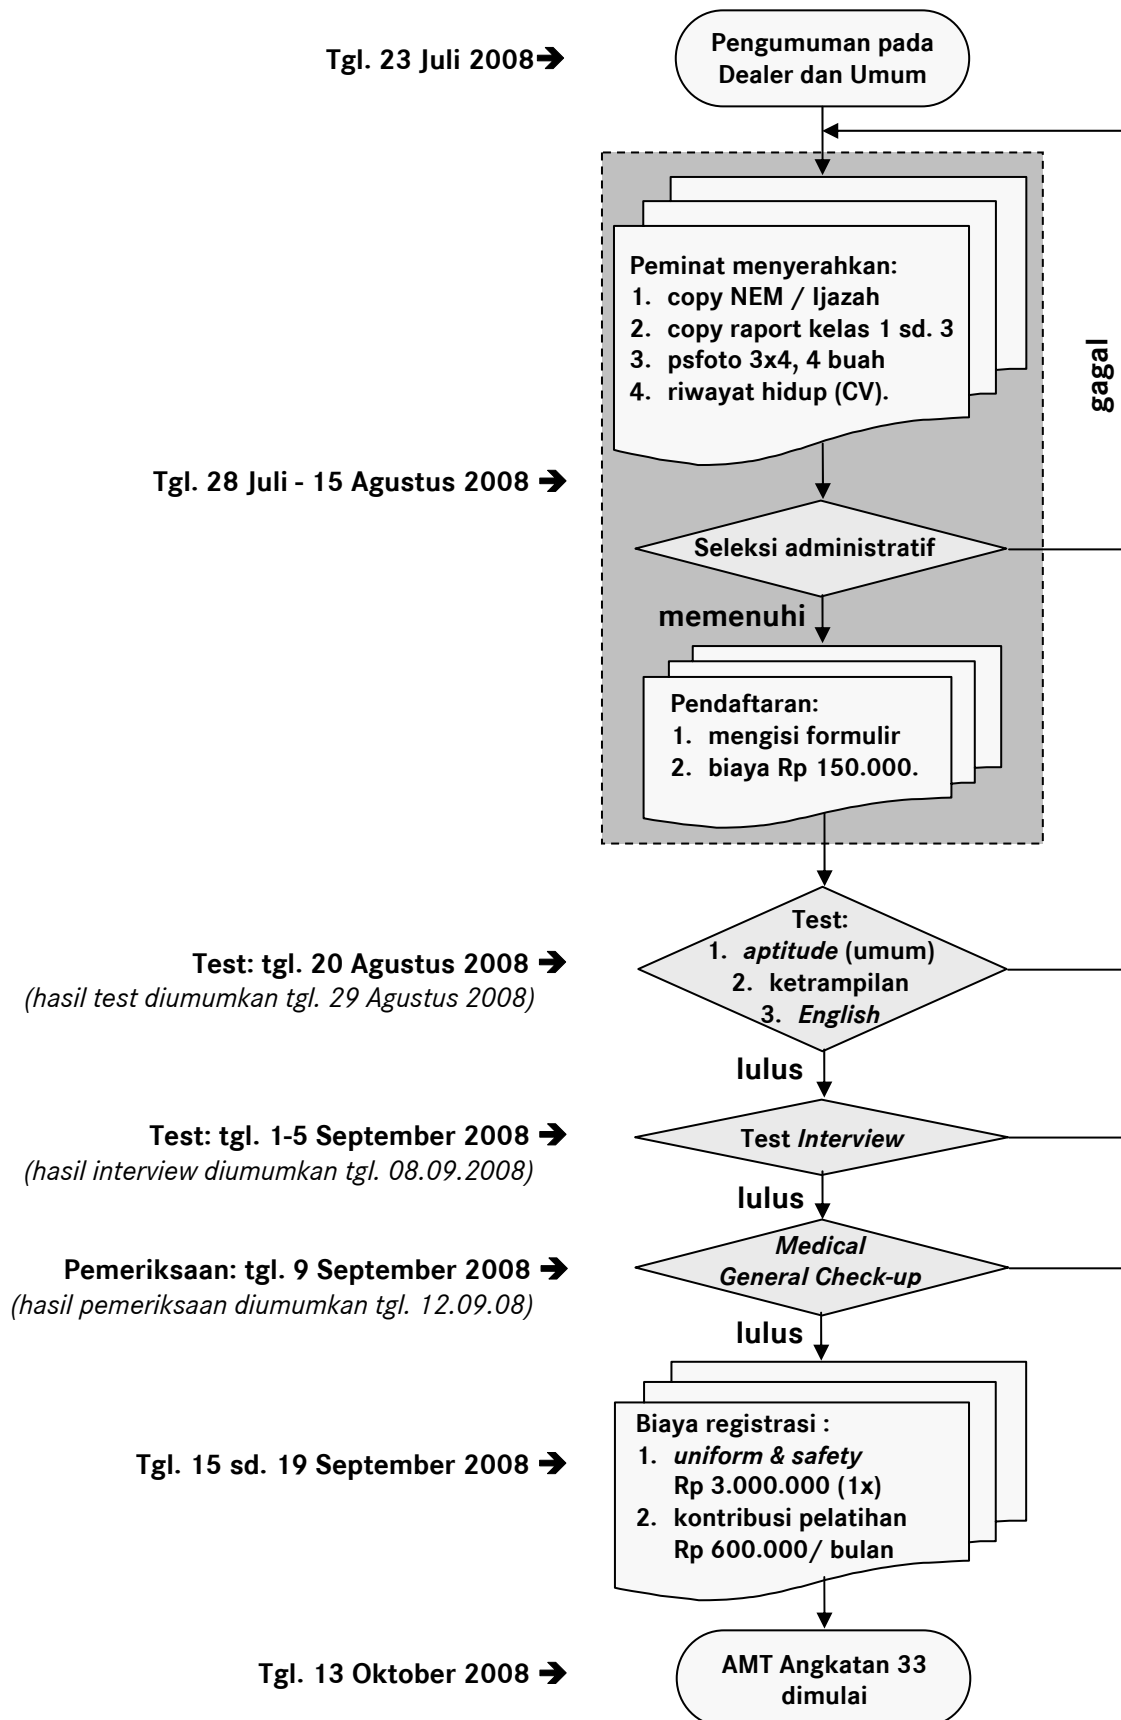 Tgl. 23 Juli 2008➔
Pengumuman pada
Dealer dan Umum
Peminat menyerahkan:
1. copy NEM / Ijazah
2. copy raport kelas 1 sd. 3
3. psfoto 3x4, 4 buah
4. riwayat hidup (CV).
gagal
Tgl. 28 Juli - 15 Agustus 2008 ➔
Seleksi administratif
memenuhi
Pendaftaran:
1. mengisi formulir
2. biaya Rp 150.000.
Test: tgl. 20 Agustus 2008 ➔
(hasil test diumumkan tgl. 29 Agustus 2008)
Test:
1. aptitude (umum)
2. ketrampilan
3. English
lulus
Test: tgl. 1-5 September 2008 ➔
(hasil interview diumumkan tgl. 08.09.2008)
Test Interview
lulus
Pemeriksaan: tgl. 9 September 2008 ➔
(hasil pemeriksaan diumumkan tgl. 12.09.08)
Medical
General Check-up
lulus
Tgl. 15 sd. 19 September 2008 ➔
Biaya registrasi :
1. uniform & safety
Rp 3.000.000 (1x)
2. kontribusi pelatihan
Rp 600.000/ bulan
Tgl. 13 Oktober 2008 ➔
AMT Angkatan 33
dimulai